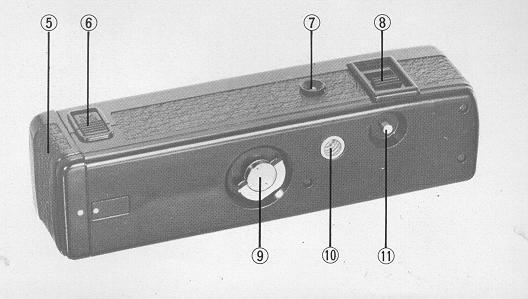 ⑤ ⑥ ⑦ ⑧
⑨ ⑩ ⑪